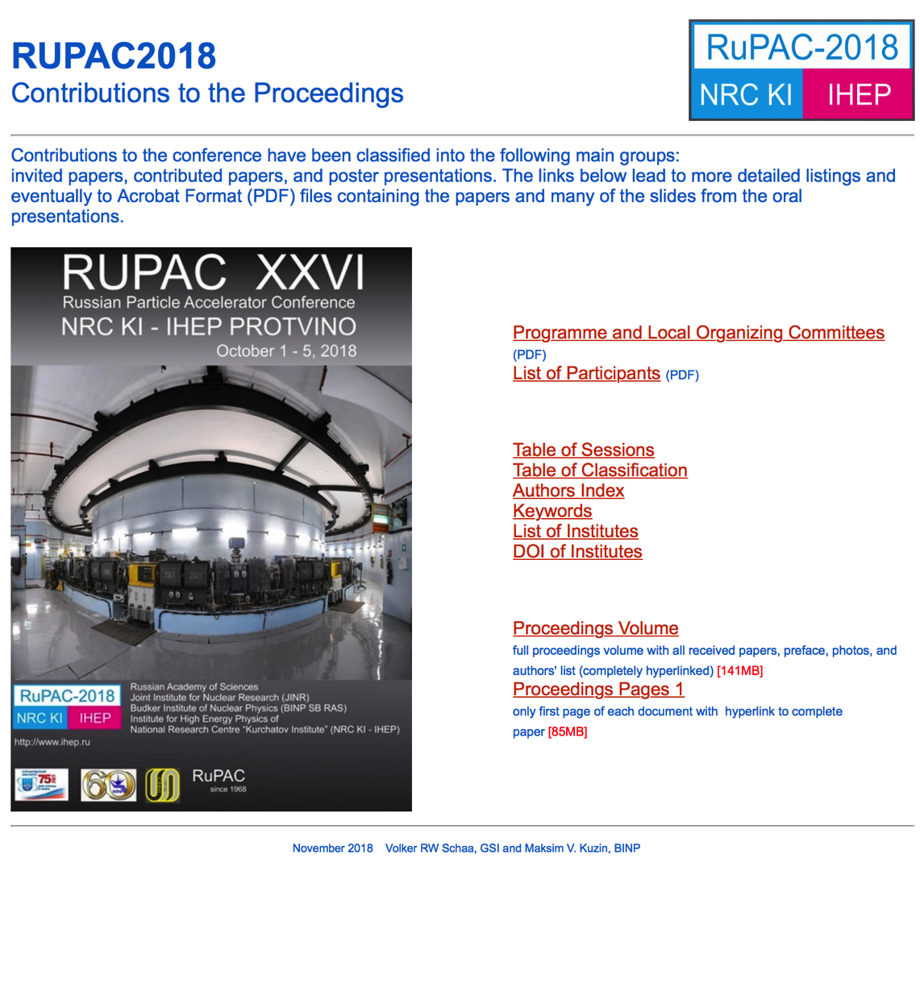 RUPAC2018
Contributions to the Proceedings
RuPAC-2018
NRC KI IHEP
Contributions to the conference have been classified into the following main groups:
invited papers, contributed papers, and poster presentations. The links below lead to more detailed listings and
eventually to Acrobat Format (PDF) files containing the papers and many of the slides from the oral
presentations.
RUPAC XXVI
Russian Particle Accelerator Conference
NRC KI - IHEP PROTVINO
October 1 - 5, 2018
RuPAC-2018
NRC KI IHEP
Russian Academy of Sciences
Joint Institute for Nuclear Research (JINR)
Budker Institute of Nuclear Physics (BINP SB RAS)
Institute for High Energy Physics of
National Research Centre “Kurchatov Institute” (NRC KI - IHEP)
http://www.ihep.ru
75
60
RuPAC
since 1968
Programme and Local Organizing Committees
(PDF)
List of Participants (PDF)
Table of Sessions
Table of Classification
Authors Index
Keywords
List of Institutes
DOI of Institutes
Proceedings Volume
full proceedings volume with all received papers, preface, photos, and
authors' list (completely hyperlinked) [141MB]
Proceedings Pages 1
only first page of each document with hyperlink to complete
paper [85MB]
November 2018 Volker RW Schaa, GSI and Maksim V. Kuzin, BINP